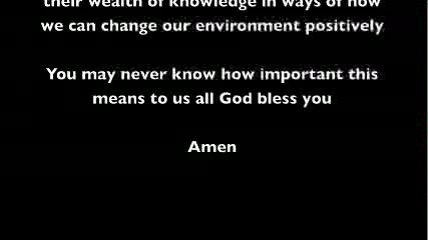 their wealth of knowledge in ways of how
we can change our environment positively
You may never know how important this
means to us all God bless you
Amen